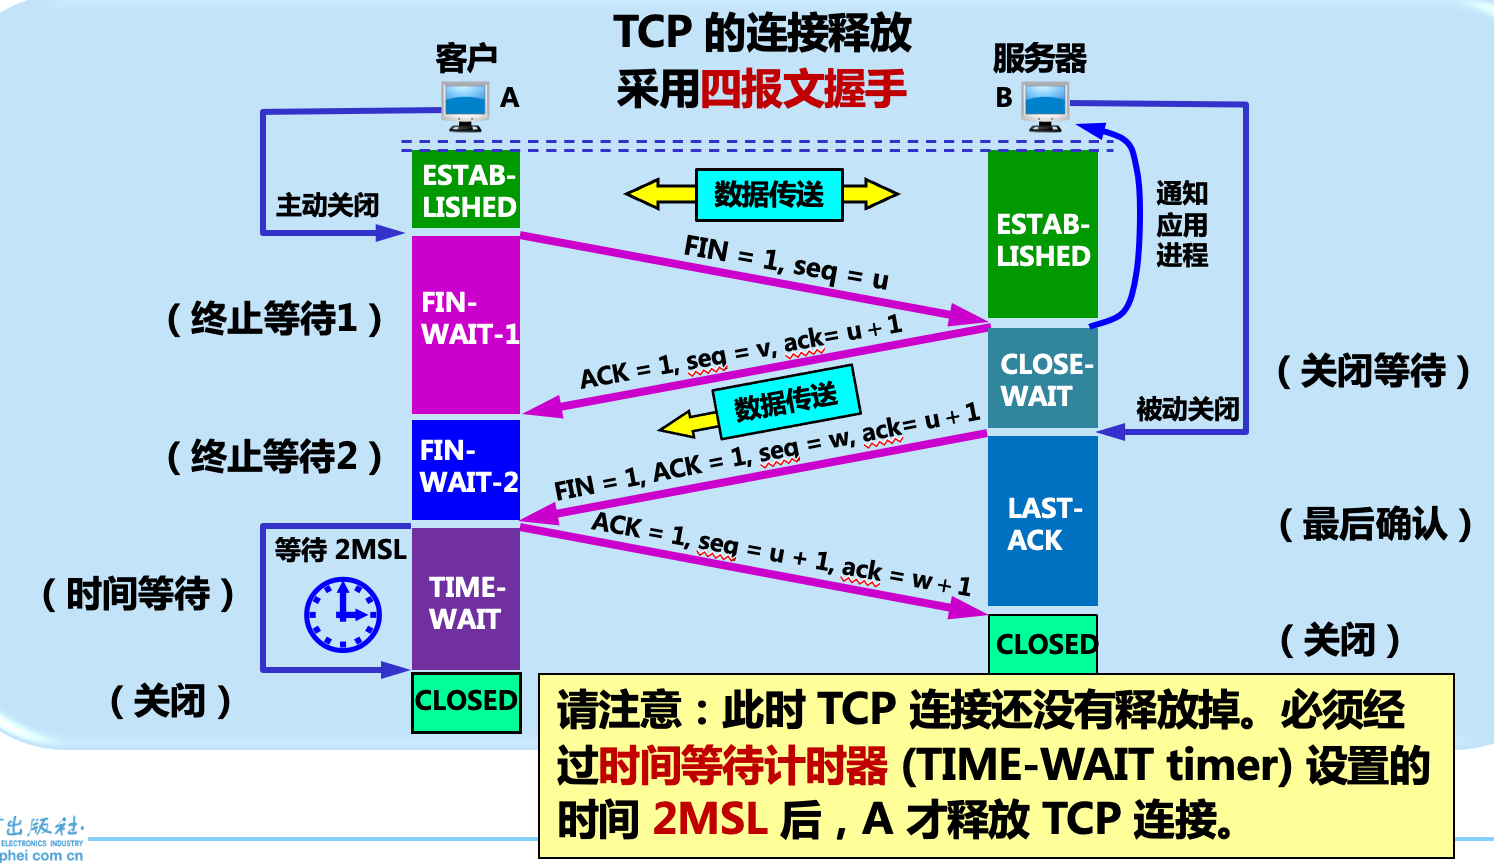 TCP 的连接释放
采用四报文握手
客户
A
服务器
B
ESTAB-
LISHED
数据传送
主动关闭
通知
应用
进程
ESTAB-
LISHED
FIN = 1, seq = u
（终止等待1）
FIN-
WAIT-1
ACK = 1, seq = v, ack= u + 1
CLOSE-
WAIT
（关闭等待）
数据传送
被动关闭
（终止等待2）
FIN-
WAIT-2
FIN = 1, ACK = 1, seq = w, ack= u + 1
LAST-
ACK
（最后确认）
ACK = 1, seq = u + 1, ack = w + 1
等待 2MSL
（时间等待）
TIME-
WAIT
CLOSED
（关闭）
（关闭）
CLOSED
请注意：此时 TCP 连接还没有释放掉。必须经
过时间等待计时器 (TIME-WAIT timer) 设置的
时间 2MSL 后，A 才释放 TCP 连接。
出版社
ELECTRONICS INDUSTRY
phei com cn